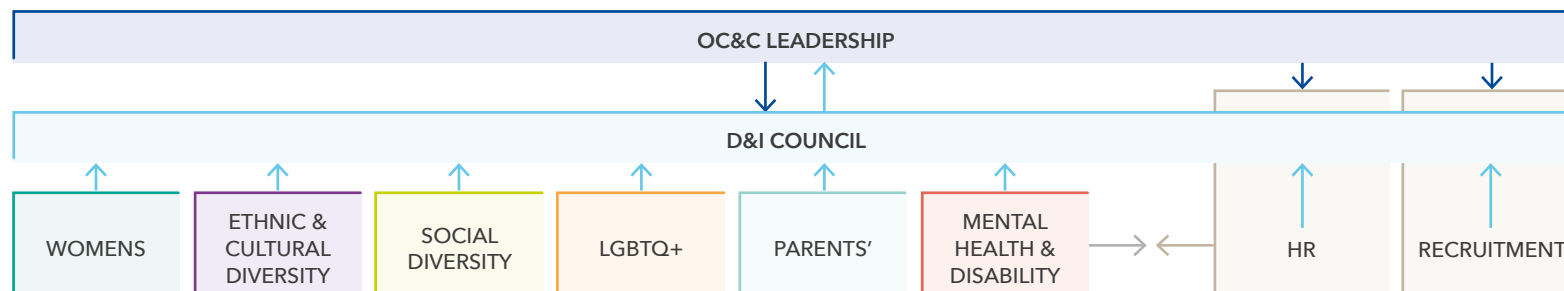 OC&C LEADERSHIP
D&I COUNCIL
WOMENS
ETHNIC &
CULTURAL
DIVERSITY
SOCIAL
DIVERSITY
LGBTQ+
PARENTS’
MENTAL
HEALTH &
DISABILITY
HR
RECRUITMENT